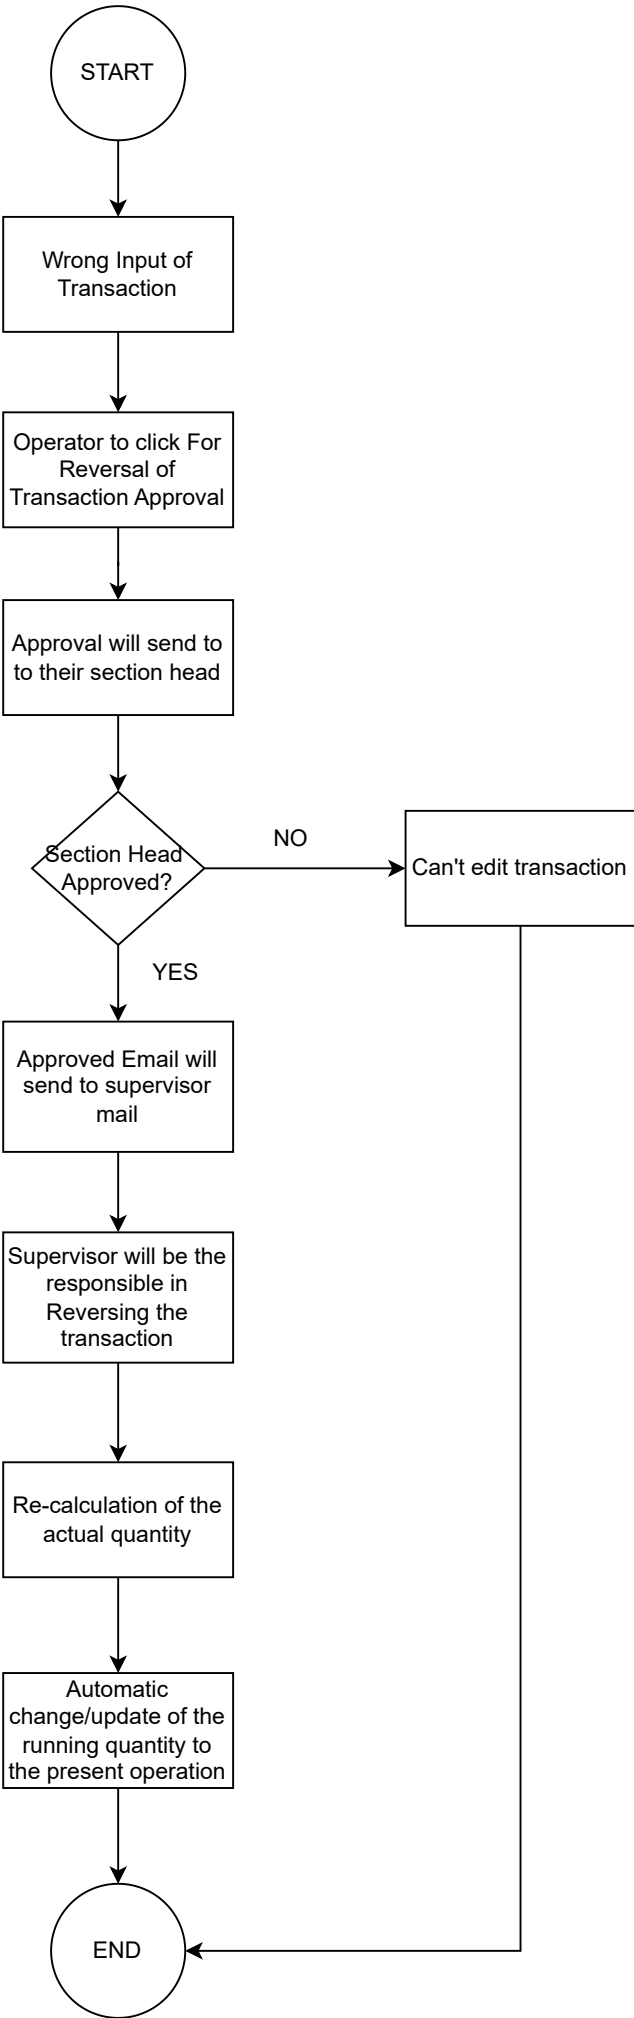 START
Wrong Input of
Transaction
Operator to click For
Reversal of
Transaction Approval
Approval will send to
to their section head
Section Head
Approved?
NO
Can't edit transaction
YES
Approved Email will
send to supervisor
mail
Supervisor will be the
responsible in
Reversing the
transaction
Re-calculation of the
actual quantity
Automatic
change/update of the
running quantity to
the present operation
END